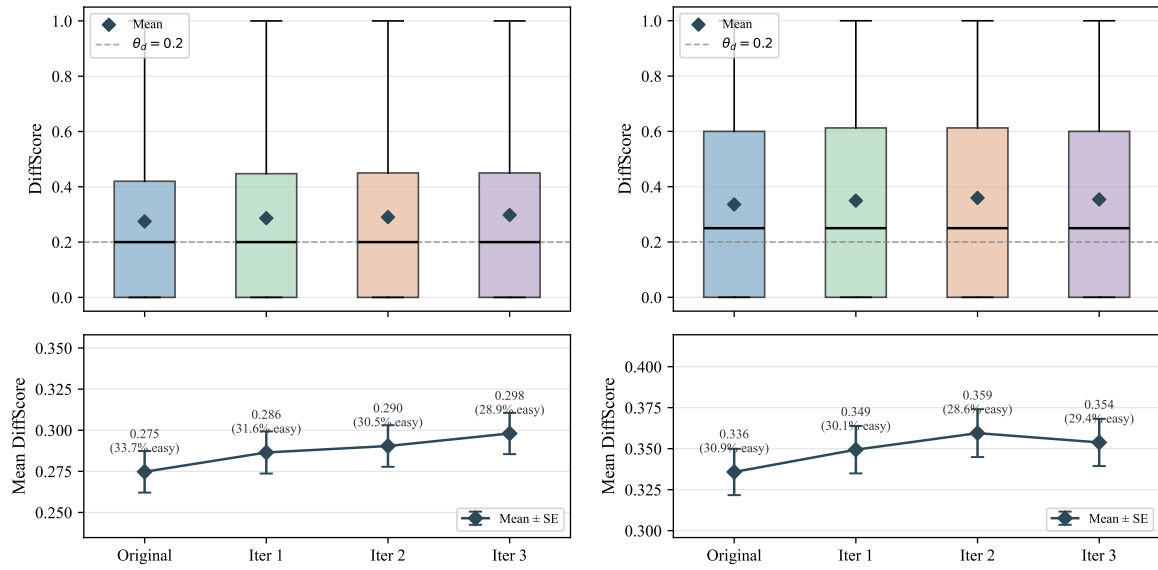 1.0
0.8
0.6
0.4
0.2
0.0
DiffScore
Mean
θd = 0.2
0.350
0.325
0.300
0.275
0.250
Mean DiffScore
0.275
(33.7% easy)
0.286
(31.6% easy)
0.290
(30.5% easy)
0.298
(28.9% easy)
Mean ± SE
Original
Iter 1
Iter 2
Iter 3
1.0
0.8
0.6
0.4
0.2
0.0
DiffScore
Mean
θd = 0.2
0.400
0.375
0.350
0.325
0.300
Mean DiffScore
0.336
(30.9% easy)
0.349
(30.1% easy)
0.359
(28.6% easy)
0.354
(29.4% easy)
Mean ± SE
Original
Iter 1
Iter 2
Iter 3